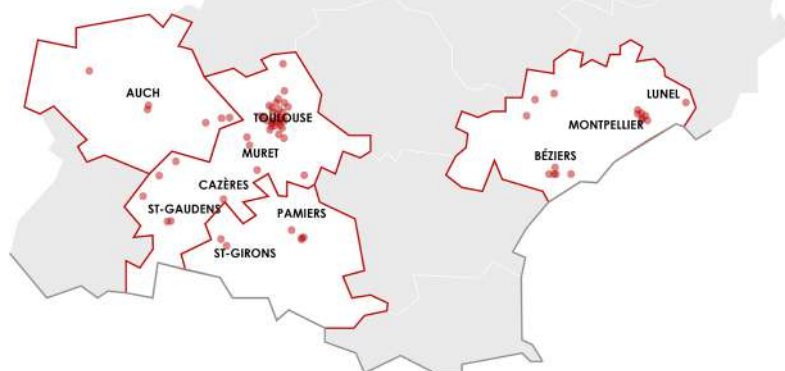 AUCH
TOULOUSE
MURET
CAZÈRES
ST-GAUDENS
PAMIERS
ST-GIRONS
LUNEL
MONTPELLIER
BÉZIERS